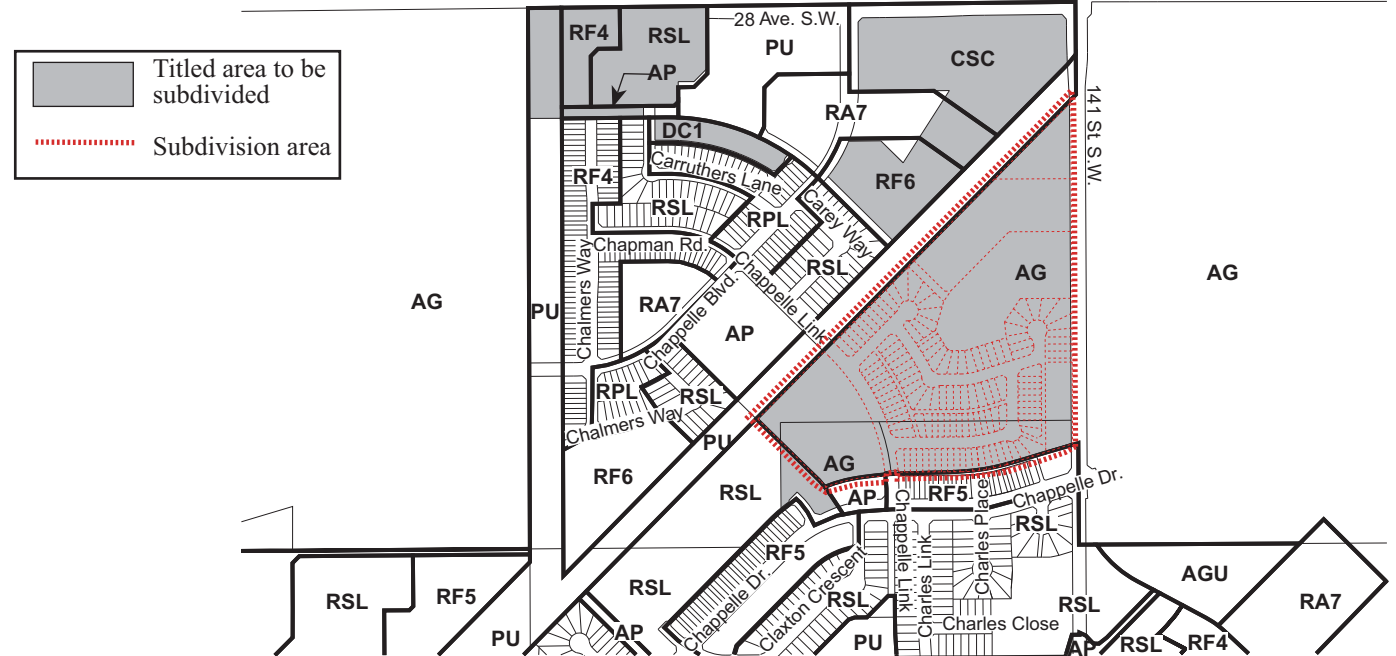 28 Ave. S.W.
RF4
RSL
PU
CSC
Titled area to be
subdivided
AP
141 St S.W.
RA7
DC1
Subdivision area
Carruthers Lane
RF4
RF6
RSL
RPL
Carey Way
Chapman Rd.
Chappelle Link
RSL
AG
AG
AG
Chalmers Way
PU
RA7
Chappelle Blvd.
AP
RPL
RSL
Chalmers Way
PU
AG
RF6
RSL
AP
RF5
Chappelle Dr.
Chappelle Link
Charles Place
RSL
RF5
Charles Link
AGU
RSL
RF5
RSL
Chappelle Dr.
Claxton Crescent
RSL
RSL
RA7
Charles Close
PU
AP
PU
AP
RSL
RF4